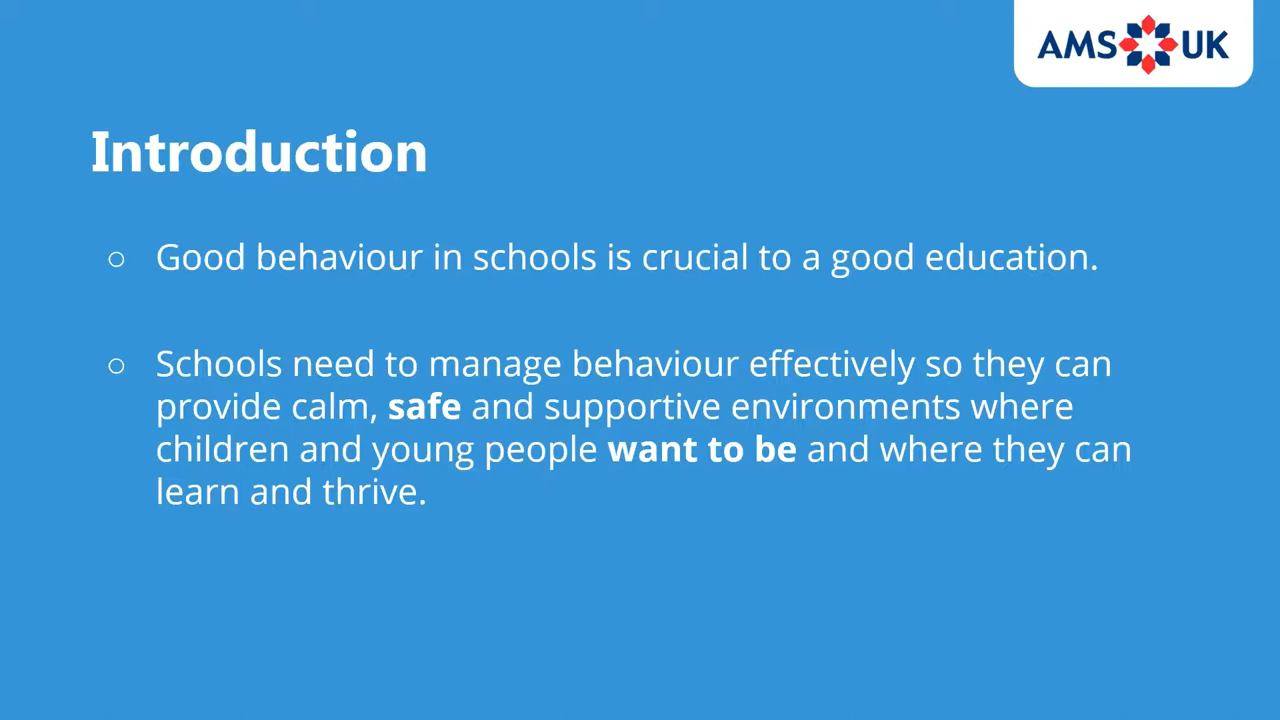 AMS UK
Introduction
○ Good behaviour in schools is crucial to a good education.
○ Schools need to manage behaviour effectively so they can
provide calm, safe and supportive environments where
children and young people want to be and where they can
learn and thrive.